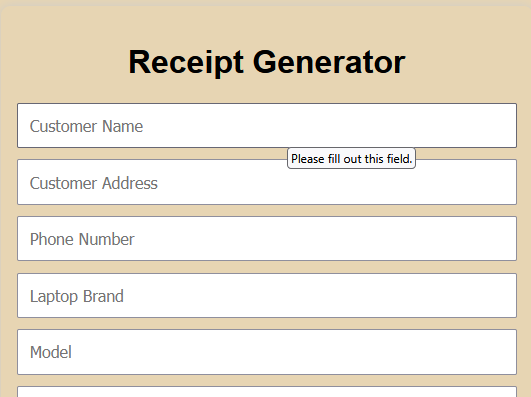 Receipt Generator
Customer Name
Please fill out this field.
Customer Address
Phone Number
Laptop Brand
Model